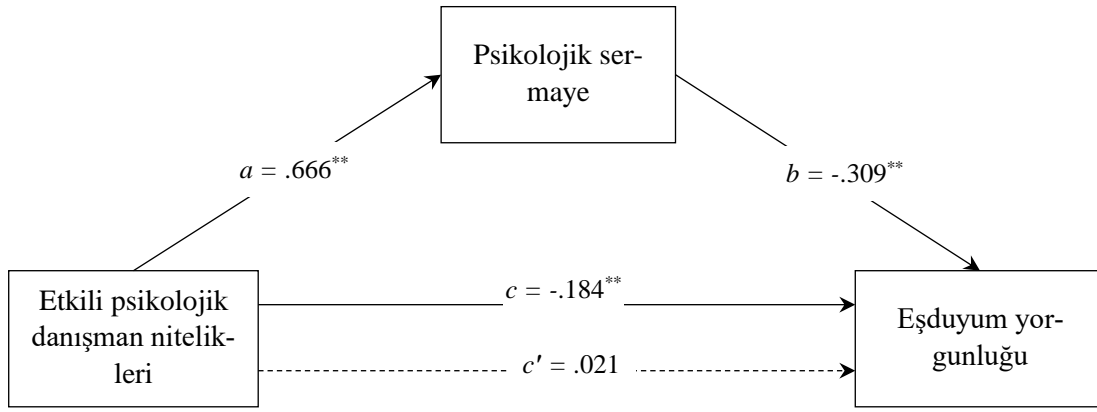 Psikolojik ser-
maye
a = .666**
b = -.309**
Etkili psikolojik
danışman nitelik-
leri
c = -.184**
c′ = .021
Eşduyum yor-
gunluğu